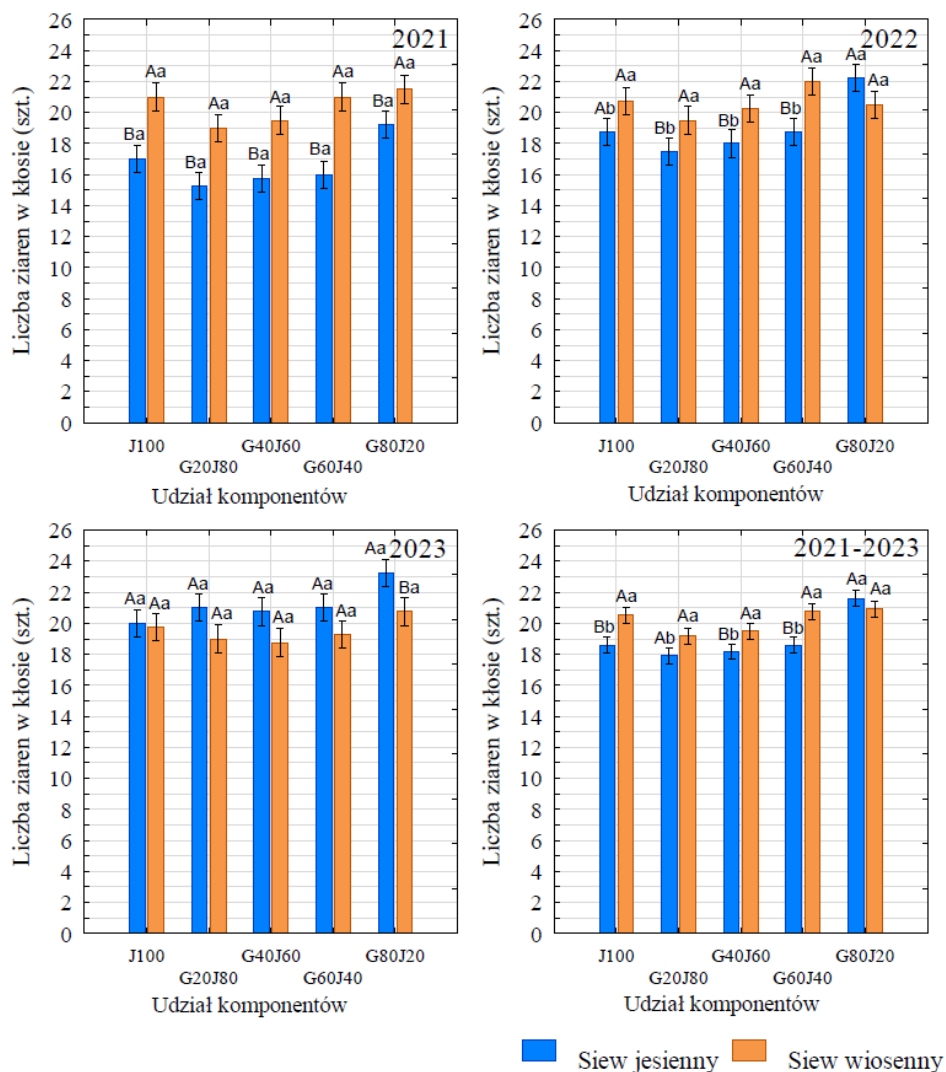 2021
Liczba ziaren w kłosie (szt.)
26
24
22
20
18
16
14
12
10
8
6
4
2
0
Ba Aa Ba Aa Ba Aa Ba Aa Ba Aa
J100 G40J60 G80J20
G20J80 G60J40
Udział komponentów
2022
Liczba ziaren w kłosie (szt.)
26
24
22
20
18
16
14
12
10
8
6
4
2
0
Ab Aa Bb Aa Bb Aa Bb Aa Aa Aa
J100 G40J60 G80J20
G20J80 G60J40
Udział komponentów
2023
Liczba ziaren w kłosie (szt.)
26
24
22
20
18
16
14
12
10
8
6
4
2
0
Aa Aa Aa Aa Aa Aa Aa Aa Aa Ba
J100 G40J60 G80J20
G20J80 G60J40
Udział komponentów
2021-2023
Liczba ziaren w kłosie (szt.)
26
24
22
20
18
16
14
12
10
8
6
4
2
0
Bb Aa Ab Aa Bb Aa Bb Aa Aa Aa
J100 G40J60 G80J20
G20J80 G60J40
Udział komponentów
Siew jesienny Siew wiosenny